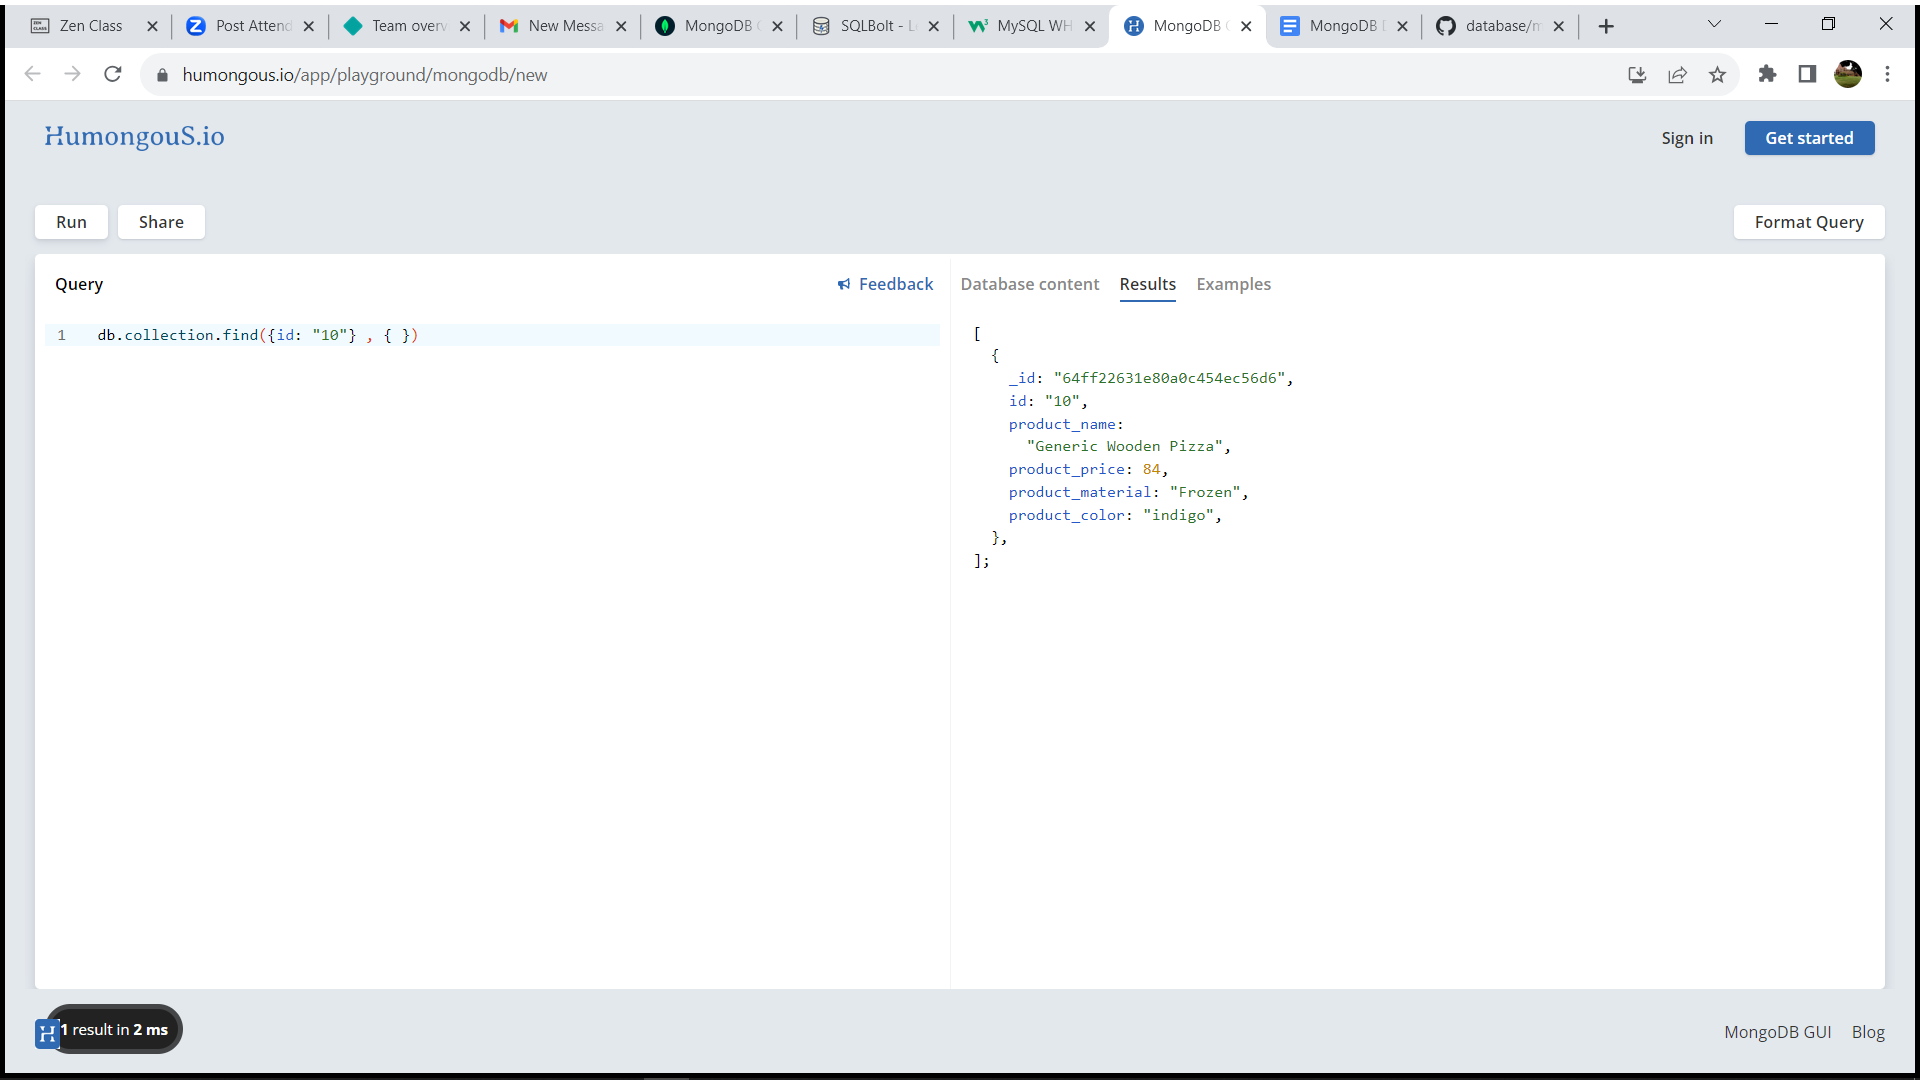 Zen Class
Post Attend
Team overv
New Messa
MongoDB
SQLBolt - L
MySQL WH
MongoDB
MongoDB
database/m
humongous.io/app/playground/mongodb/new
HumongouS.io
Sign in
Get started
Run
Share
Format Query
Query
Feedback
Database content
Results
Examples
1 db.collection.find({id: "10"} , { })
[
{
_id: "64ff22631e80a0c454ec56d6",
id: "10",
product_name:
"Generic Wooden Pizza",
product_price: 84,
product_material: "Frozen",
product_color: "indigo",
},
];
H
1 result in 2 ms
MongoDB GUI
Blog